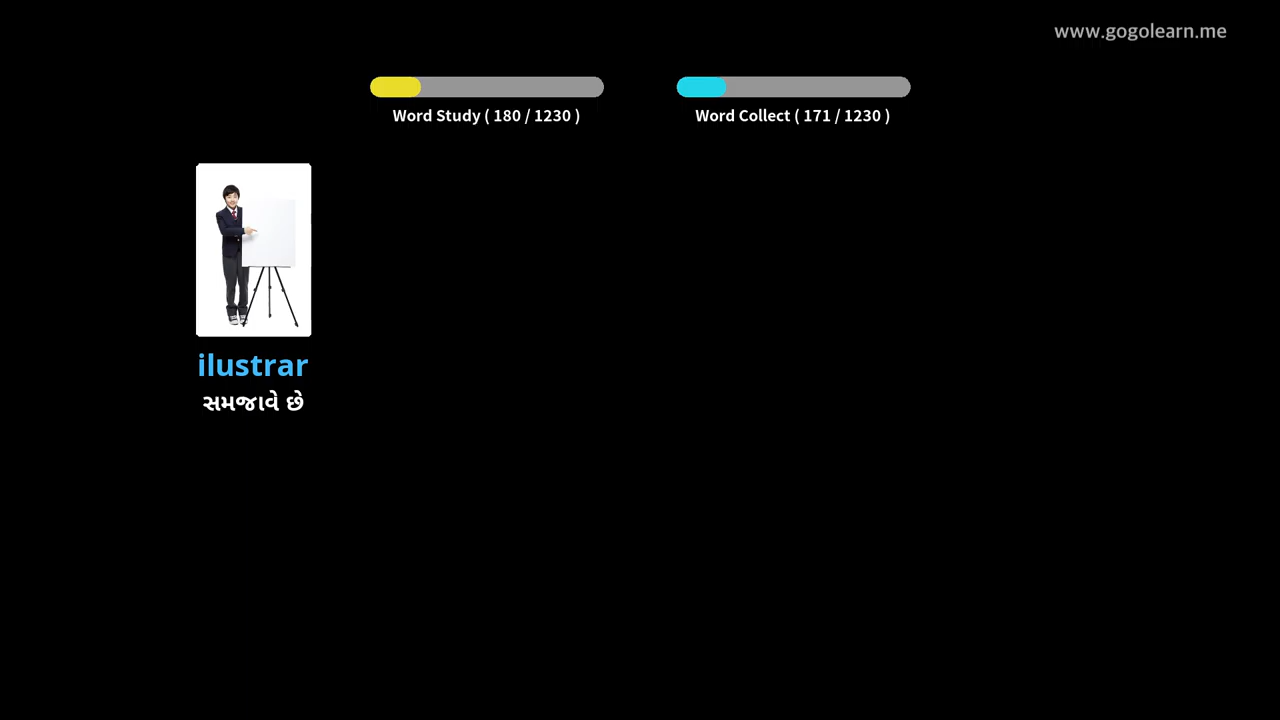 www.gogolearn.me
Word Study ( 180 / 1230 )
Word Collect ( 171 / 1230 )
ilustrar
સમજાવે છે